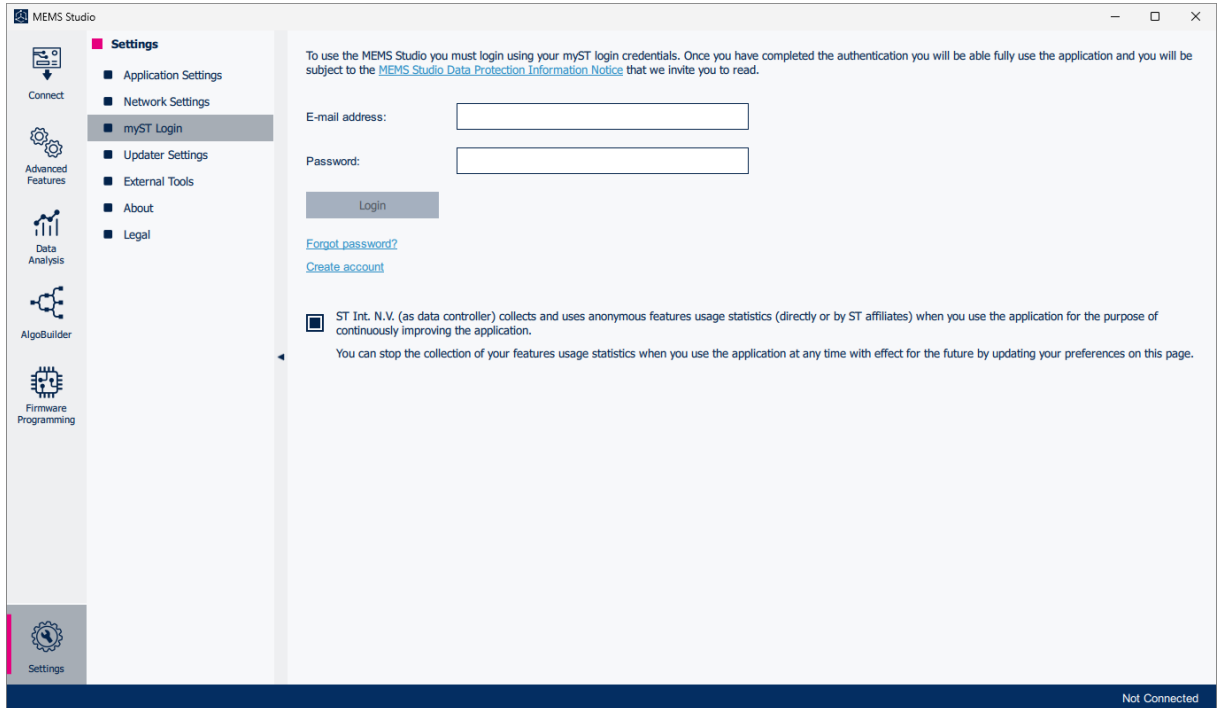 MEMS Studio
Connect
Advanced
Features
Data
Analysis
AlgoBuilder
Firmware
Programming
Settings
Settings
Application Settings
Network Settings
myST Login
Updater Settings
External Tools
About
Legal
To use the MEMS Studio you must login using your myST login credentials. Once you have completed the authentication you will be able fully use the application and you will be
subject to the MEMS Studio Data Protection Information Notice that we invite you to read.
E-mail address:
Password:
Login
Forgot password?
Create account
ST Int. N.V. (as data controller) collects and uses anonymous features usage statistics (directly or by ST affiliates) when you use the application for the purpose of
continuously improving the application.
You can stop the collection of your features usage statistics when you use the application at any time with effect for the future by updating your preferences on this page.
Not Connected